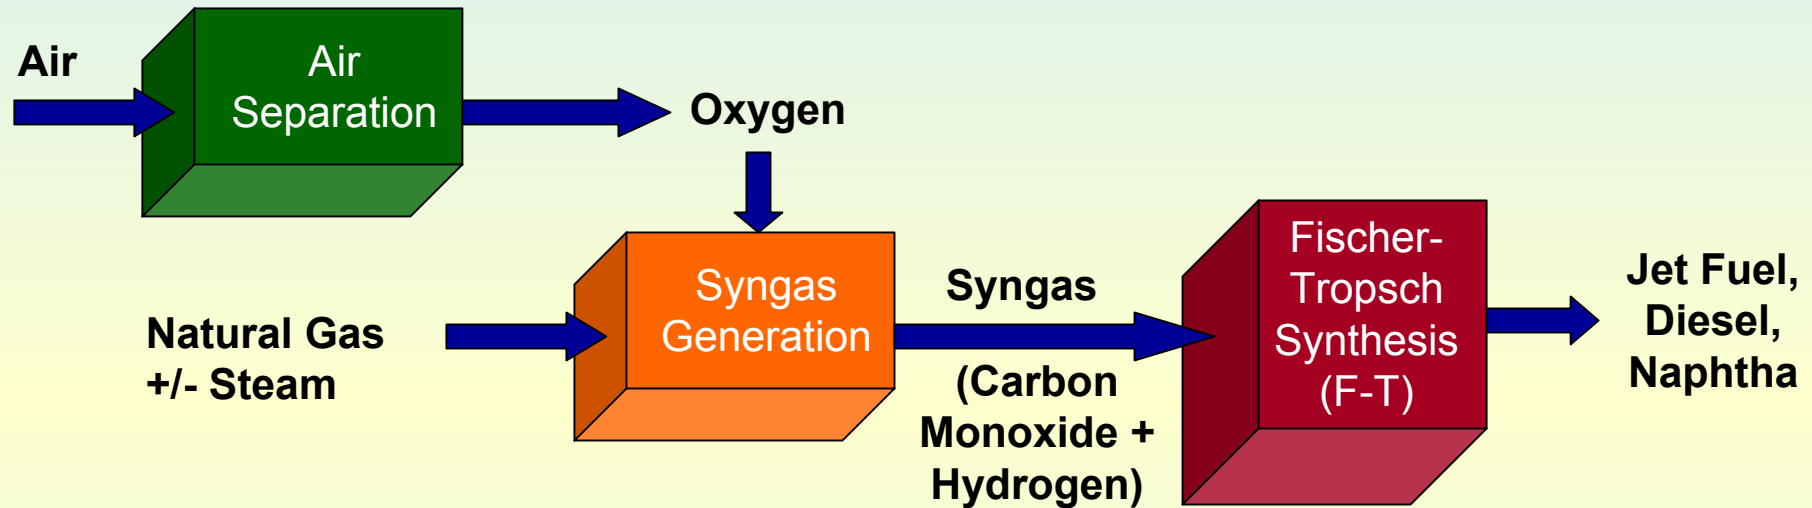 Air
Air
Separation
Oxygen
Natural Gas
+/- Steam
Syngas
Generation
Syngas
(Carbon
Monoxide +
Hydrogen)
Fischer-
Tropsch
Synthesis
(F-T)
Jet Fuel,
Diesel,
Naphtha